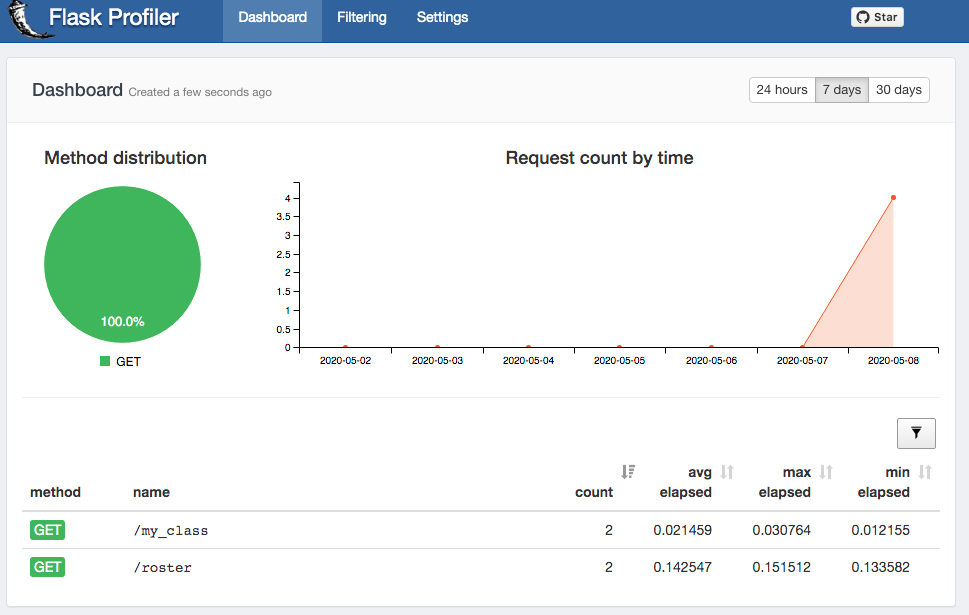 Flask Profiler Dashboard Filtering Settings Star
Dashboard Created a few seconds ago 24 hours 7 days 30 days
Method distribution
100.0%
GET
Request count by time
4
3.5
3
2.5
2
1.5
1
0.5
0
2020-05-02 2020-05-03 2020-05-04 2020-05-05 2020-05-06 2020-05-07 2020-05-08
method name count avg elapsed max elapsed min elapsed
GET /my_class 2 0.021459 0.030764 0.012155
GET /roster 2 0.142547 0.151512 0.133582